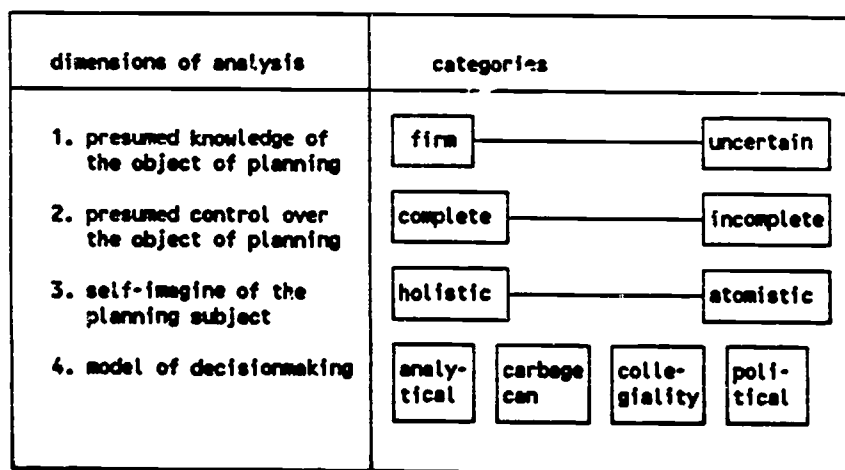 dimensions of analysis
categories
1. presumed knowledge of
the object of planning
firm
uncertain
2. presumed control over
the object of planning
complete
incomplete
3. self-imagine of the
planning subject
holistic
atomistic
4. model of decisionmaking
analy-
tical
carbage
can
colle-
giality
poli-
tical